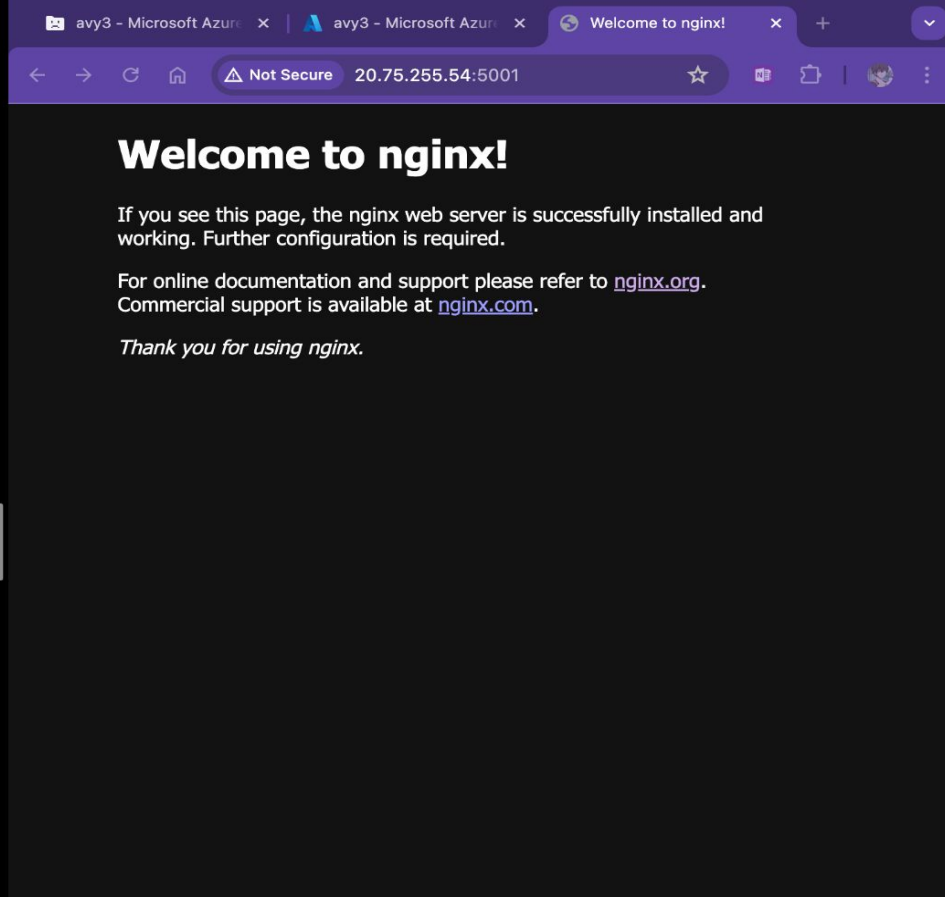 avy3 - Microsoft Azur
avy3 - Microsoft Azur
Welcome to nginx!
Not Secure
20.75.255.54:5001
Welcome to nginx!
If you see this page, the nginx web server is successfully installed and
working. Further configuration is required.
For online documentation and support please refer to nginx.org.
Commercial support is available at nginx.com.
Thank you for using nginx.